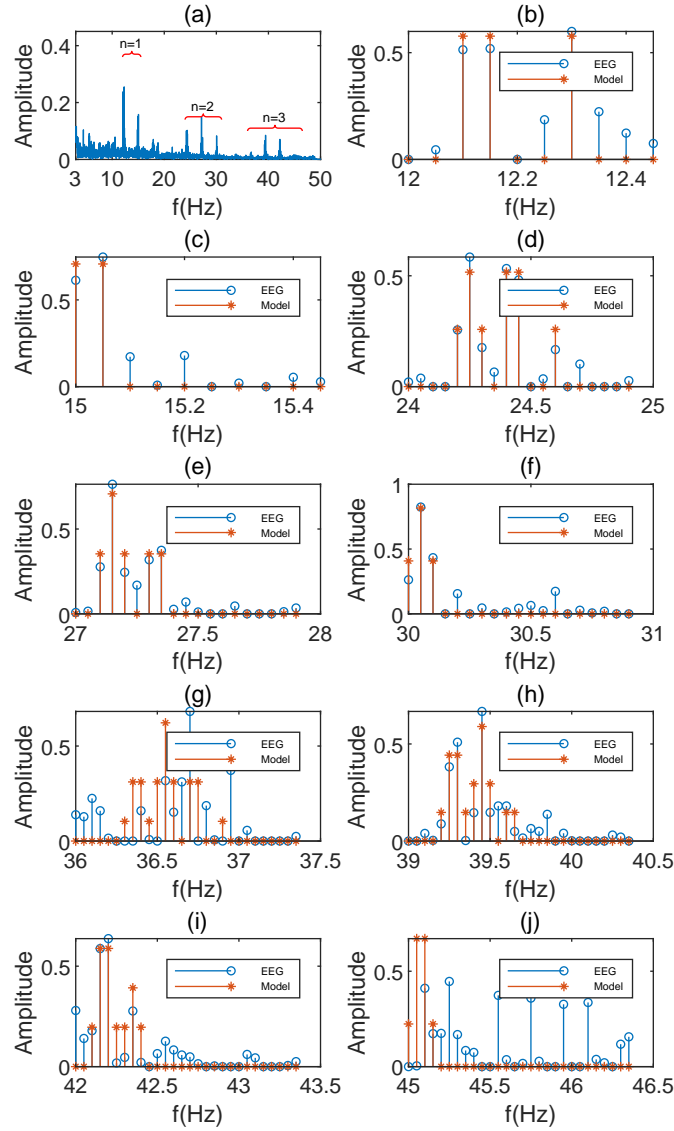 (a)
Amplitude
0.4
0.2
0
n=1
n=2
n=3
3 10 20 30 40 50
f(Hz)
(b)
Amplitude
0.5
0
EEG
Model
12 12.2 12.4
f(Hz)
(c)
Amplitude
0.5
0
EEG
Model
15 15.2 15.4
f(Hz)
(d)
Amplitude
0.5
0
EEG
Model
24 24.5 25
f(Hz)
(e)
Amplitude
0.5
0
EEG
Model
27 27.5 28
f(Hz)
(f)
Amplitude
1
0.5
0
EEG
Model
30 30.5 31
f(Hz)
(g)
Amplitude
0.5
0
EEG
Model
36 36.5 37 37.5
f(Hz)
(h)
Amplitude
0.5
0
EEG
Model
39 39.5 40 40.5
f(Hz)
(i)
Amplitude
0.5
0
EEG
Model
42 42.5 43 43.5
f(Hz)
(j)
Amplitude
0.5
0
EEG
Model
45 45.5 46 46.5
f(Hz)